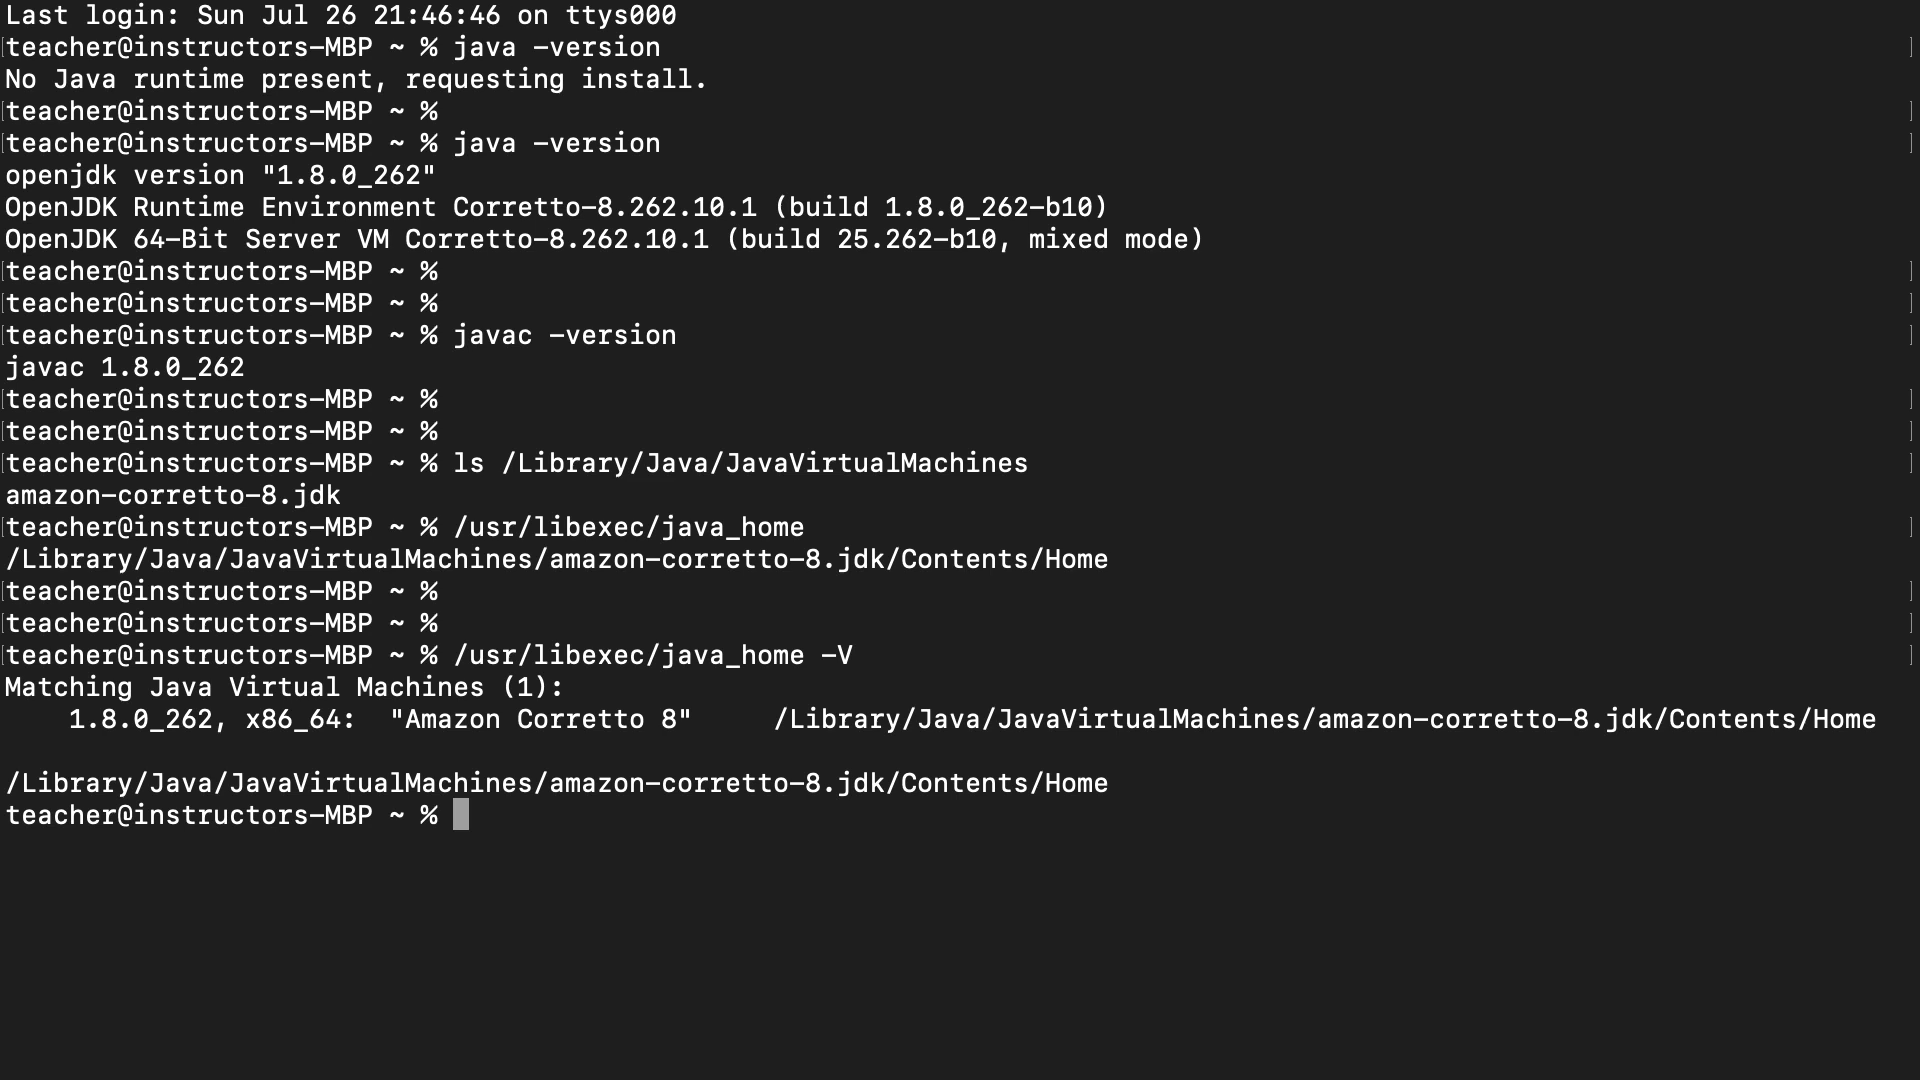 Last login: Sun Jul 26 21:46:46 on ttys000
[teacher@instructors-MBP ~ % java -version ]
No Java runtime present, requesting install.
[teacher@instructors-MBP ~ % ]
[teacher@instructors-MBP ~ % java -version ]
openjdk version "1.8.0_262"
OpenJDK Runtime Environment Corretto-8.262.10.1 (build 1.8.0_262-b10)
OpenJDK 64-Bit Server VM Corretto-8.262.10.1 (build 25.262-b10, mixed mode)
[teacher@instructors-MBP ~ % ]
[teacher@instructors-MBP ~ % ]
[teacher@instructors-MBP ~ % javac -version ]
javac 1.8.0_262
[teacher@instructors-MBP ~ % ]
[teacher@instructors-MBP ~ % ]
[teacher@instructors-MBP ~ % ls /Library/Java/JavaVirtualMachines ]
amazon-corretto-8.jdk
[teacher@instructors-MBP ~ % /usr/libexec/java_home ]
/Library/Java/JavaVirtualMachines/amazon-corretto-8.jdk/Contents/Home
[teacher@instructors-MBP ~ % ]
[teacher@instructors-MBP ~ % ]
[teacher@instructors-MBP ~ % /usr/libexec/java_home -V ]
Matching Java Virtual Machines (1):
    1.8.0_262, x86_64:  "Amazon Corretto 8"     /Library/Java/JavaVirtualMachines/amazon-corretto-8.jdk/Contents/Home
/Library/Java/JavaVirtualMachines/amazon-corretto-8.jdk/Contents/Home
teacher@instructors-MBP ~ %